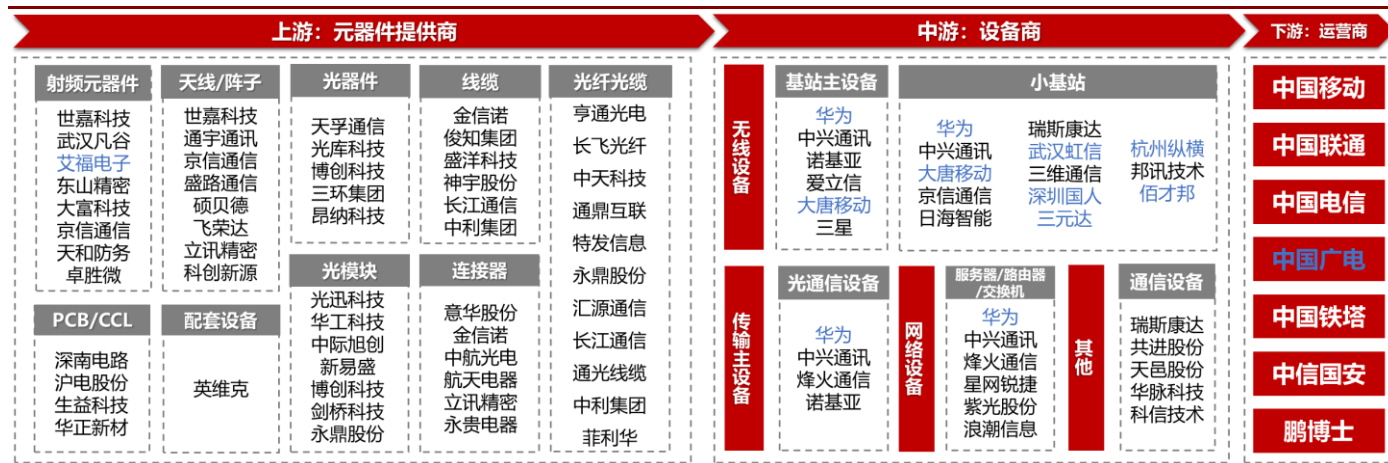 上游：元器件提供商
中游：设备商
下游：运营商
射频元器件
世嘉科技
武汉凡谷
艾福电子
东山精密
大富科技
京信通信
天和防务
卓胜微
天线/阵子
世嘉科技
通宇通讯
京信通信
盛路通信
硕贝德
飞荣达
立讯精密
科创新源
光器件
天孚通信
光库科技
博创科技
三环集团
昂纳科技
线缆
金信诺
俊知集团
盛洋科技
神宇股份
长江通信
中利集团
光纤光缆
亨通光电
长飞光纤
中天科技
通鼎互联
特发信息
永鼎股份
汇源通信
长江通信
通光线缆
中利集团
菲利华
PCB/CCL
深南电路
沪电股份
生益科技
华正新材
配套设备
英维克
光模块
光迅科技
华工科技
中际旭创
新易盛
博创科技
剑桥科技
永鼎股份
连接器
意华股份
金信诺
中航光电
航天电器
立讯精密
永贵电器
无线设备
基站主设备
华为
中兴通讯
诺基亚
爱立信
大唐移动
三星
小基站
华为
中兴通讯
大唐移动
京信通信
日海智能
瑞斯康达
武汉虹信
三维通信
深圳国人
三元达
杭州纵横
邦讯技术
佰才邦
传输主设备
光通信设备
华为
中兴通讯
烽火通信
诺基亚
网络设备
服务器/路由器
/交换机
华为
中兴通讯
烽火通信
星网锐捷
紫光股份
浪潮信息
其他
通信设备
瑞斯康达
共进股份
天邑股份
华脉科技
科信技术
中国移动
中国联通
中国电信
中国广电
中国铁塔
中信国安
鹏博士